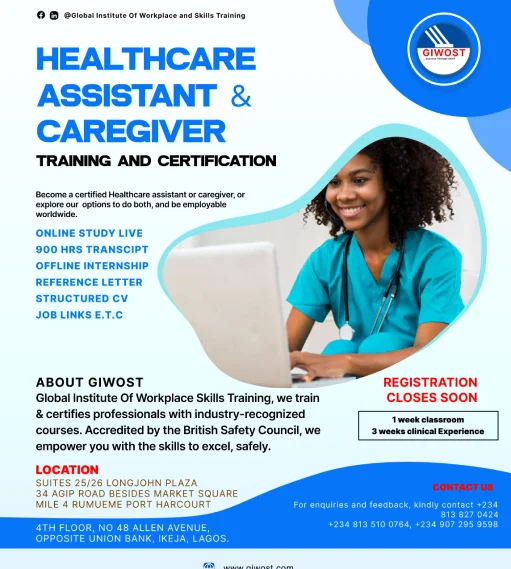 @Global Institute Of Workplace and Skills Training
GIWOST
HEALTHCARE
ASSISTANT &
CAREGIVER
TRAINING AND CERTIFICATION
Become a certified Healthcare assistant or caregiver, or
explore our options to do both, and be employable
worldwide.
ONLINE STUDY LIVE
900 HRS TRANSCIPT
OFFLINE INTERNSHIP
REFERENCE LETTER
STRUCTURED CV
JOB LINKS E.T.C
ABOUT GIWOST
Global Institute Of Workplace Skills Training, we train
& certifies professionals with industry-recognized
courses. Accredited by the British Safety Council, we
empower you with the skills to excel, safely.
REGISTRATION
CLOSES SOON
1 week classroom
3 weeks clinical Experience
LOCATION
SUITES 25/26 LONGJOHN PLAZA
34 AGIP ROAD BESIDES MARKET SQUARE
MILE 4 RUMUEME PORT HARCOURT
4TH FLOOR, NO 48 ALLEN AVENUE,
OPPOSITE UNION BANK, IKEJA, LAGOS.
CONTACT US
For enquiries and feedback, kindly contact +234
813 827 0424
+234 813 510 0764, +234 907 295 9598
www.giwost.com